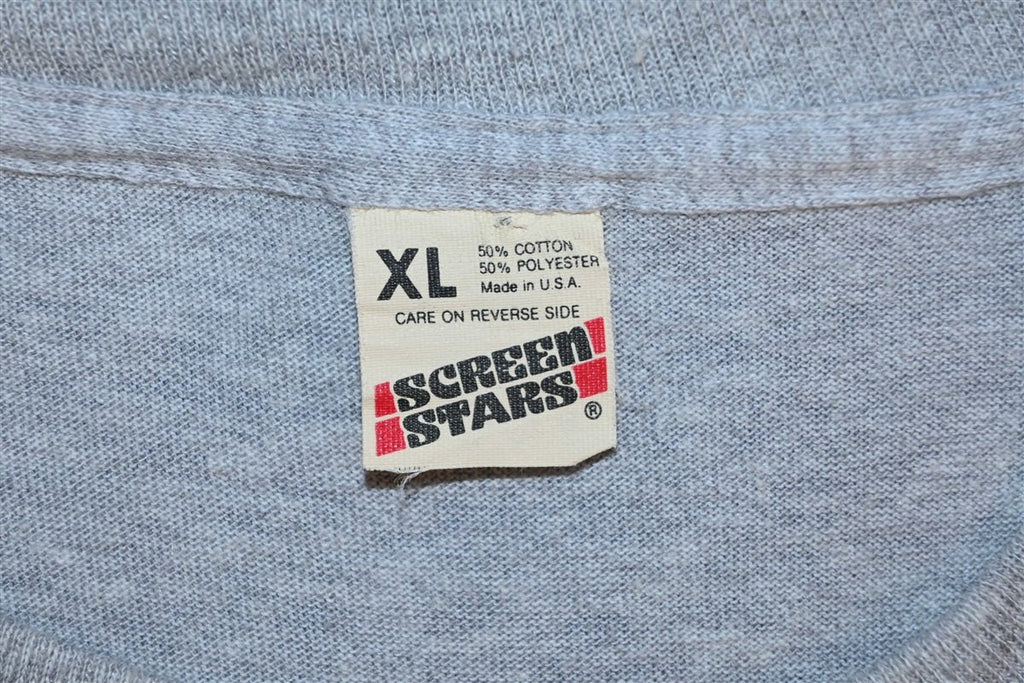 XL
50% COTTON
50% POLYESTER
Made in U.S.A.
CARE ON REVERSE SIDE
SCREEN
STARS®